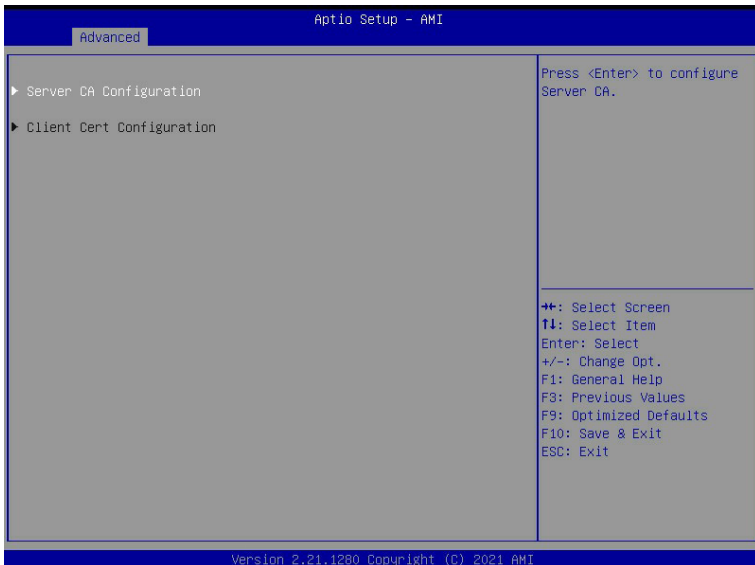 Aptio Setup – AMI
Advanced
▶ Server CA Configuration
▶ Client Cert Configuration
Press <Enter> to configure
Server CA.
→←: Select Screen
↑↓: Select Item
Enter: Select
+/-: Change Opt.
F1: General Help
F3: Previous Values
F9: Optimized Defaults
F10: Save & Exit
ESC: Exit
Version 2.21.1280 Copyright (C) 2021 AMI